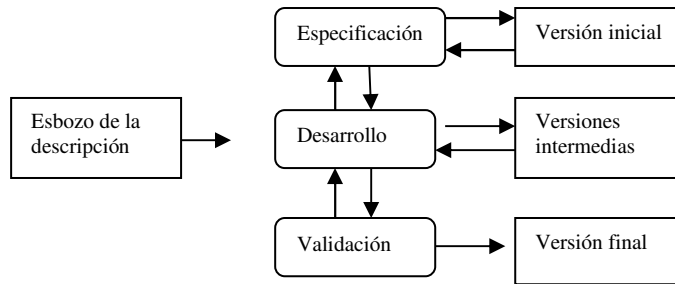 Especificación
Versión inicial
Esbozo de la
descripción
Desarrollo
Versiones
intermedias
Validación
Versión final